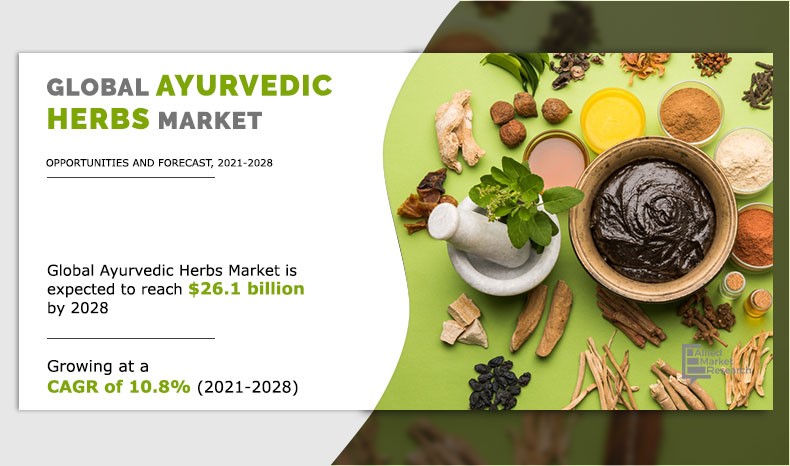 GLOBAL AYURVEDIC
HERBS MARKET
OPPORTUNITIES AND FORECAST, 2021-2028
Global Ayurvedic Herbs Market is
expected to reach $26.1 billion
by 2028
Growing at a
CAGR of 10.8% (2021-2028)
Allied
Market
Research